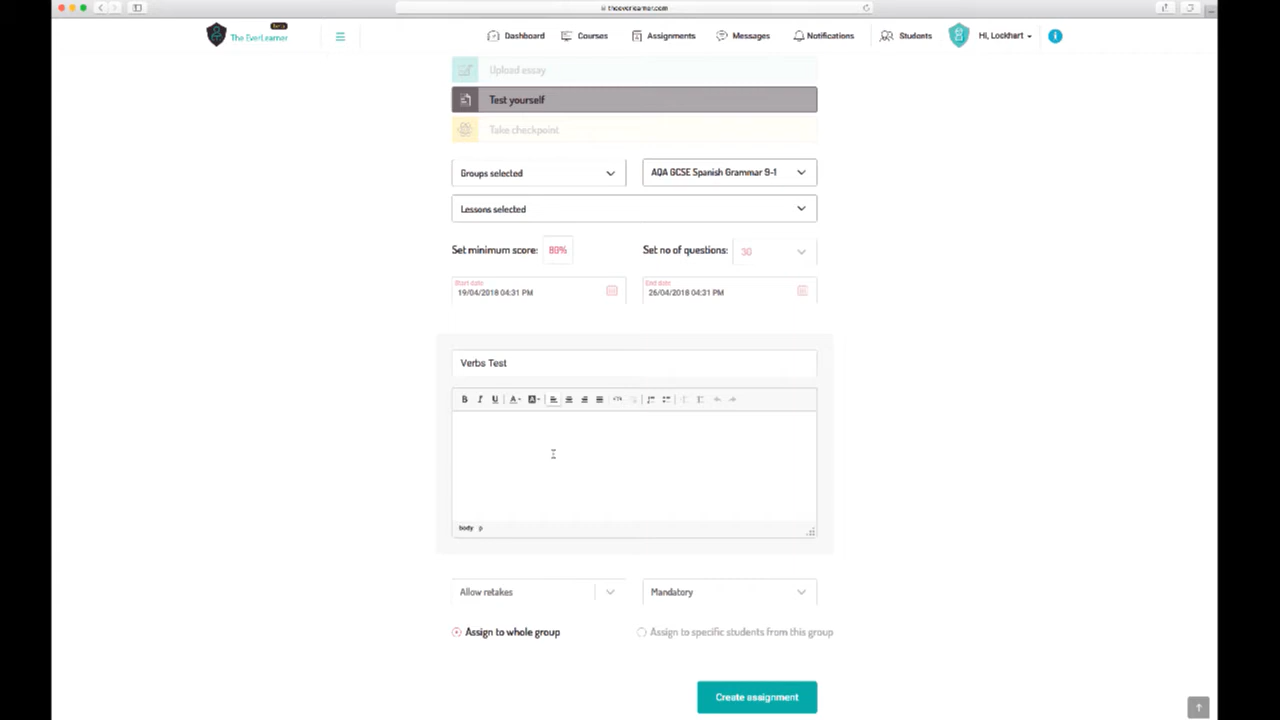 theeverlearner.com
Beta
The EverLearner
Dashboard
Courses
Assignments
Messages
Notifications
Students
Hi, Lockhart
Upload essay
Test yourself
Take checkpoint
Groups selected
AQA GCSE Spanish Grammar 9-1
Lessons selected
Set minimum score: 80%
Set no of questions: 30
Start date
19/04/2018 04:31 PM
End date
26/04/2018 04:31 PM
Verbs Test
B I U A A
body p
Allow retakes
Mandatory
Assign to whole group
Assign to specific students from this group
Create assignment